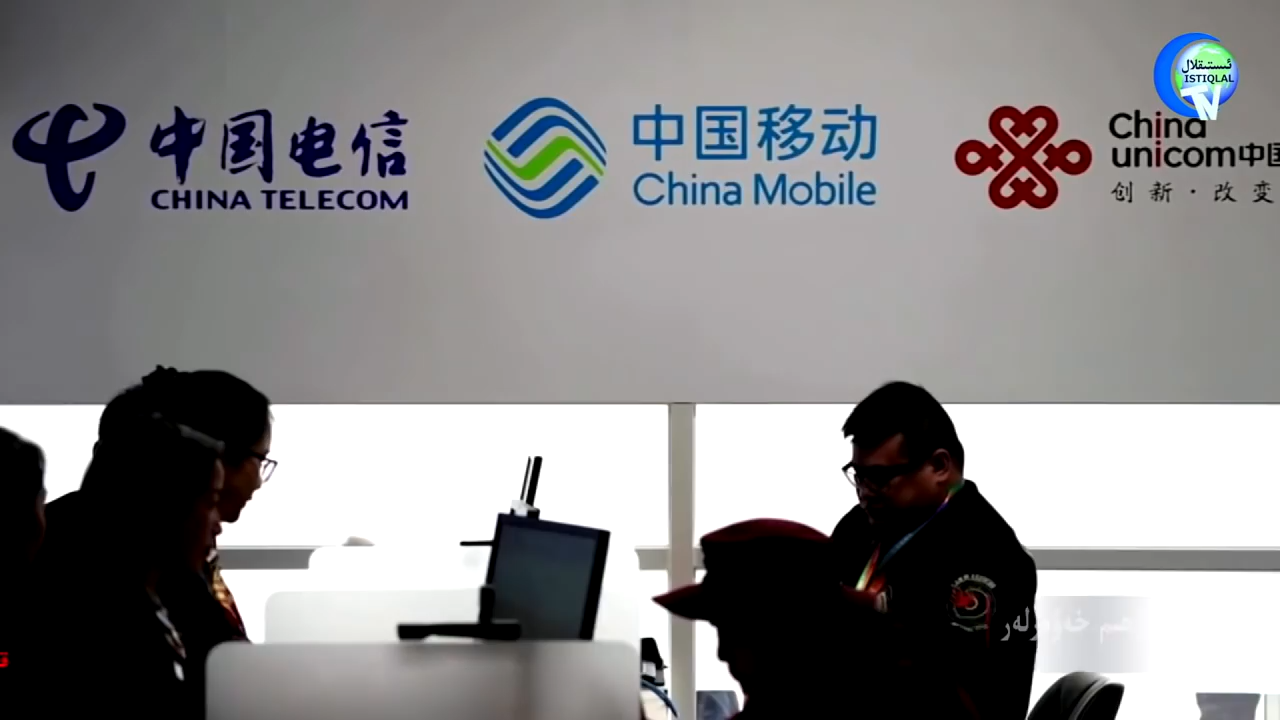 中国电信
CHINA TELECOM
中国移动
China Mobile
China
unicom中国
创新·改变
ئىستىقلال
ISTIQLAL
TV